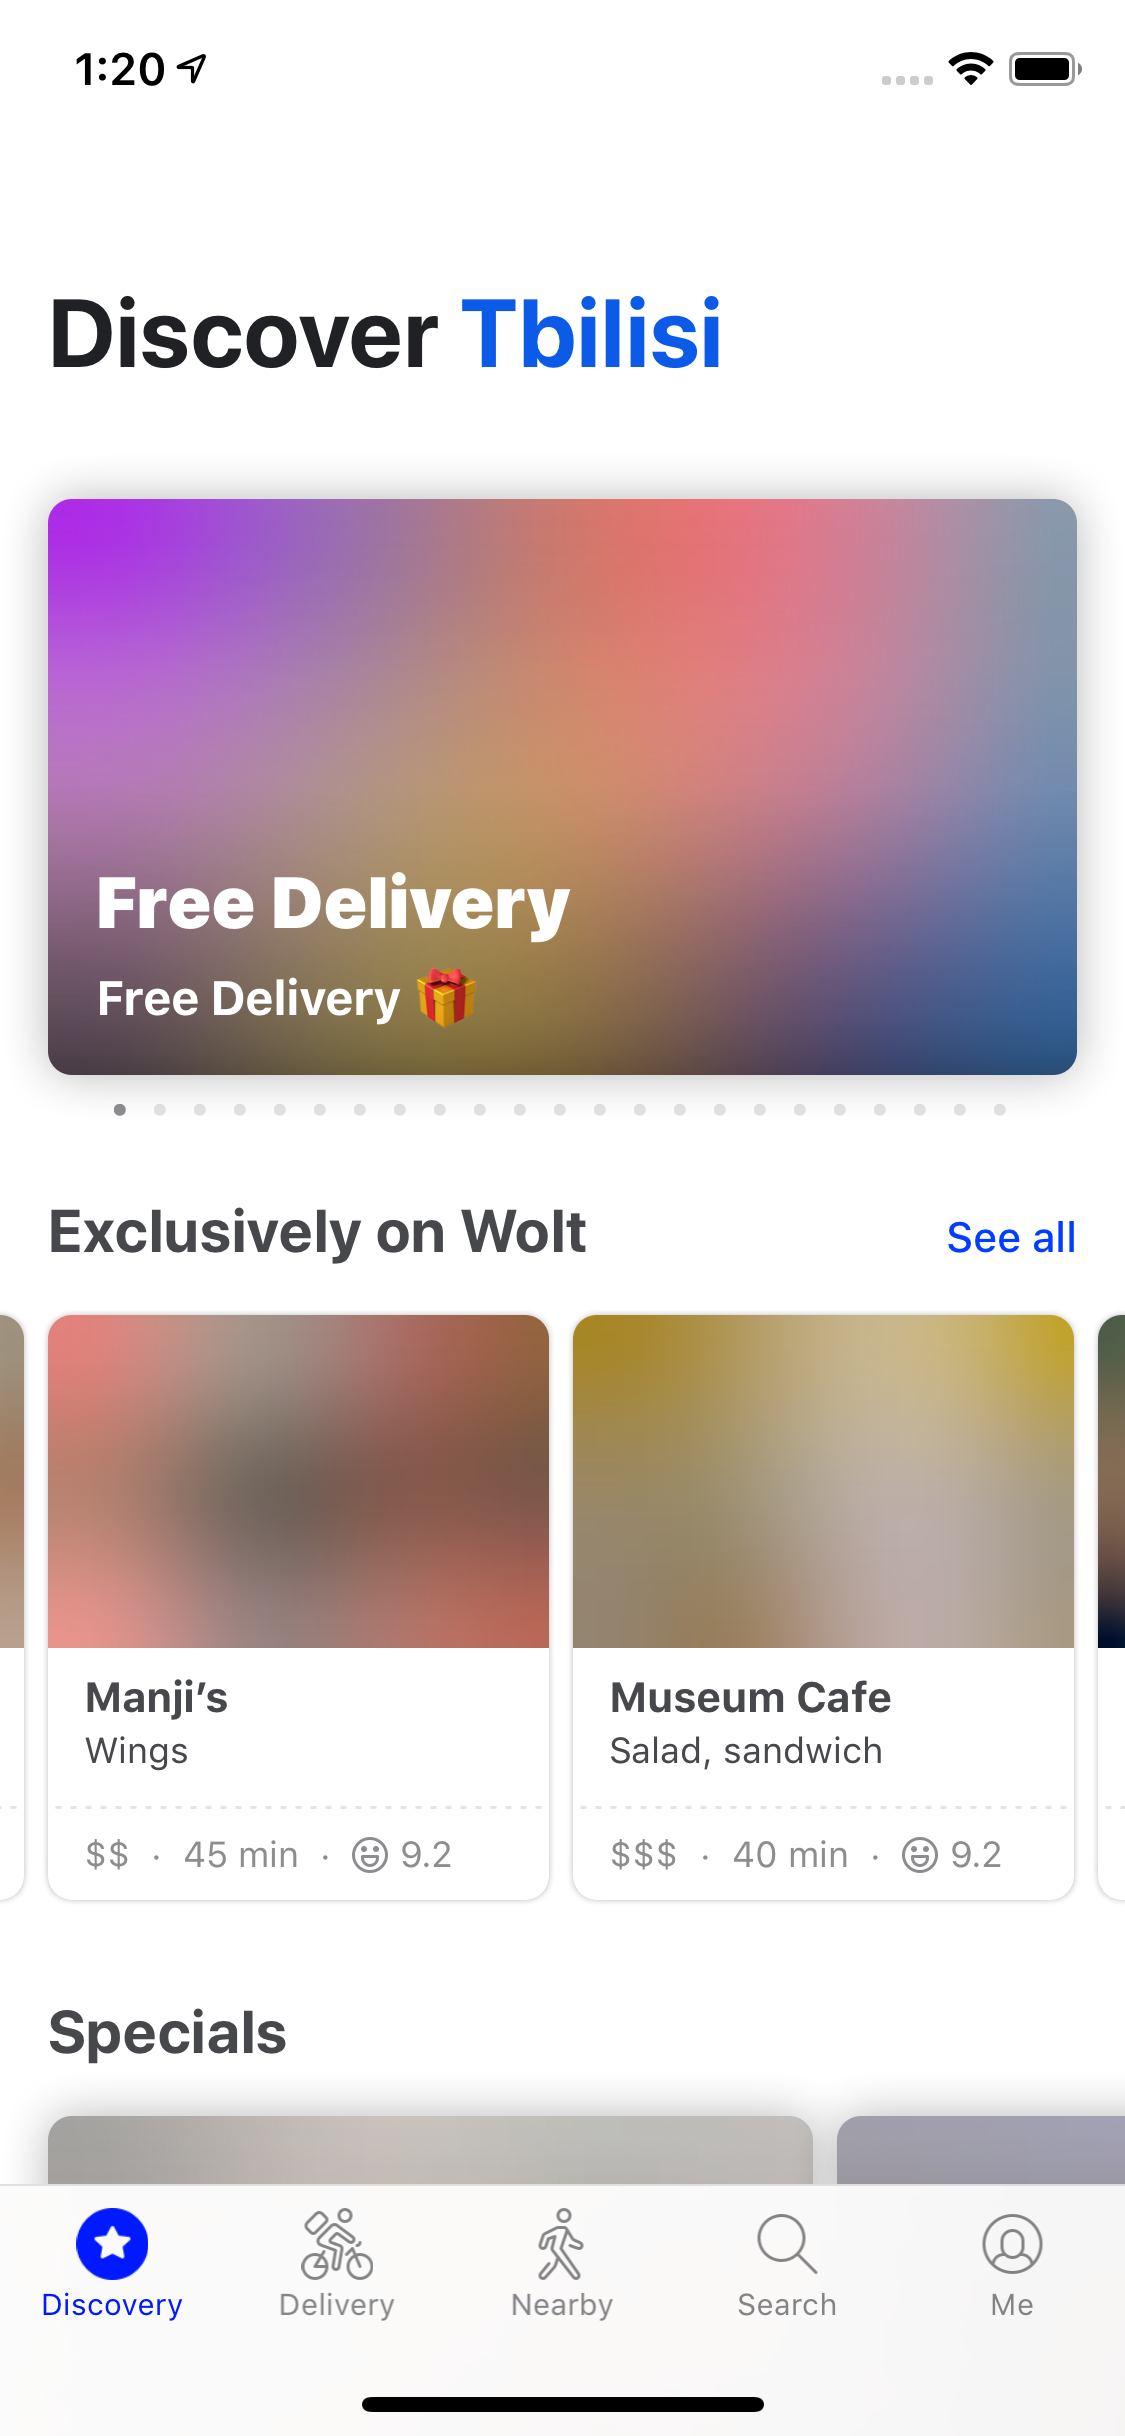 1:20
Discover Tbilisi
Free Delivery
Free Delivery 🎁
Exclusively on Wolt
See all
Manji’s
Wings
$$ · 45 min · 9.2
Museum Cafe
Salad, sandwich
$$$ · 40 min · 9.2
Specials
Discovery
Delivery
Nearby
Search
Me